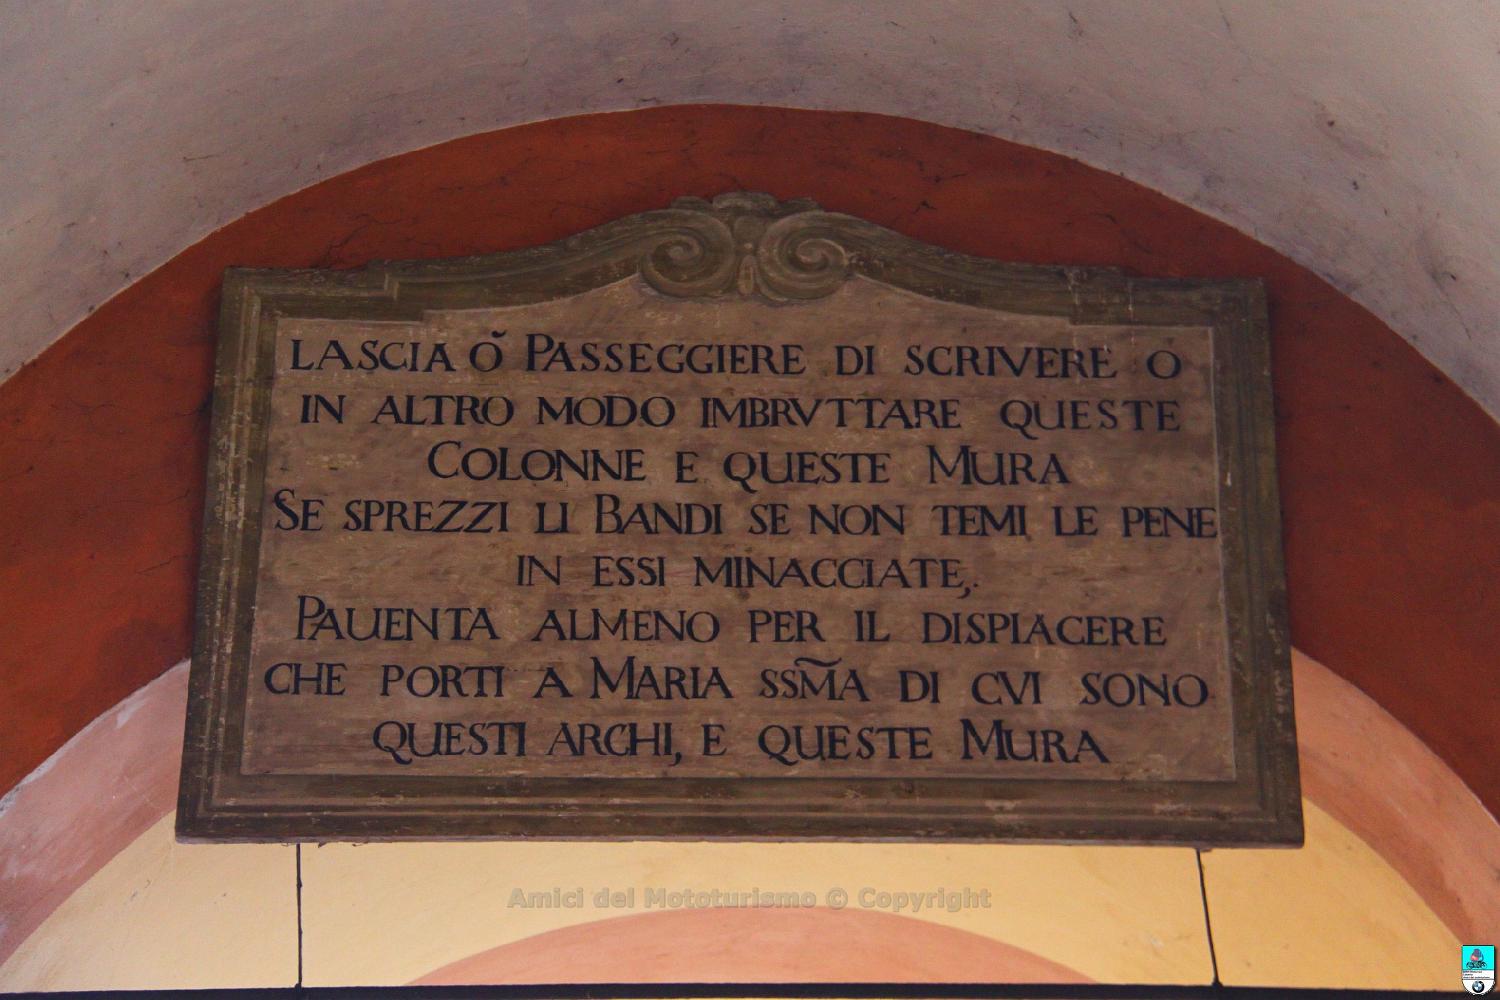 LASCIA Õ PASSEGGIERE DI SCRIVERE O
IN ALTRO MODO IMBRVTTARE QUESTE
COLONNE E QUESTE MURA
SE SPREZZI LI BANDI SE NON TEMI LE PENE
IN ESSI MINACCIATE,
PAUENTA ALMENO PER IL DISPIACERE
CHE PORTI A MARIA SSM̃A DI CVI SONO
QUESTI ARCHI, E QUESTE MURA
Amici del Mototurismo © Copyright